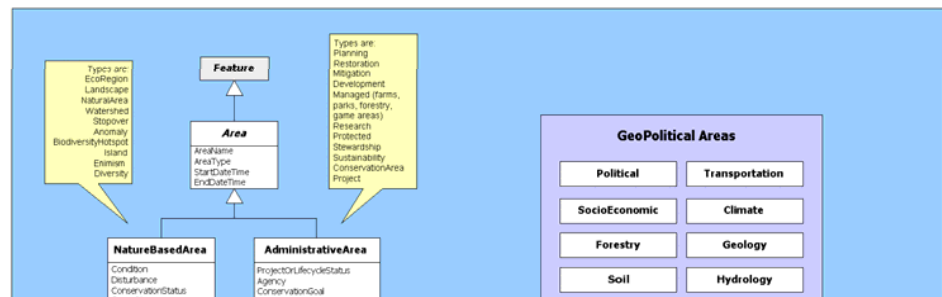 Types are:
EcoRegion
Landscape
NaturalArea
Watershed
Stopover
Anomaly
BiodiversityHotspot
Island
Enimism
Diversity
Feature
Types are:
Planning
Restoration
Mitigation
Development
Managed (farms,
parks, forestry,
game areas)
Research
Protected
Stewardship
Sustainability
ConservationArea
Project
Area
AreaName
AreaType
StartDateTime
EndDateTime
NatureBasedArea
Condition
Disturbance
ConservationStatus
AdministrativeArea
ProjectOrLifecycleStatus
Agency
ConservationGoal
GeoPolitical Areas
Political
Transportation
SocioEconomic
Climate
Forestry
Geology
Soil
Hydrology